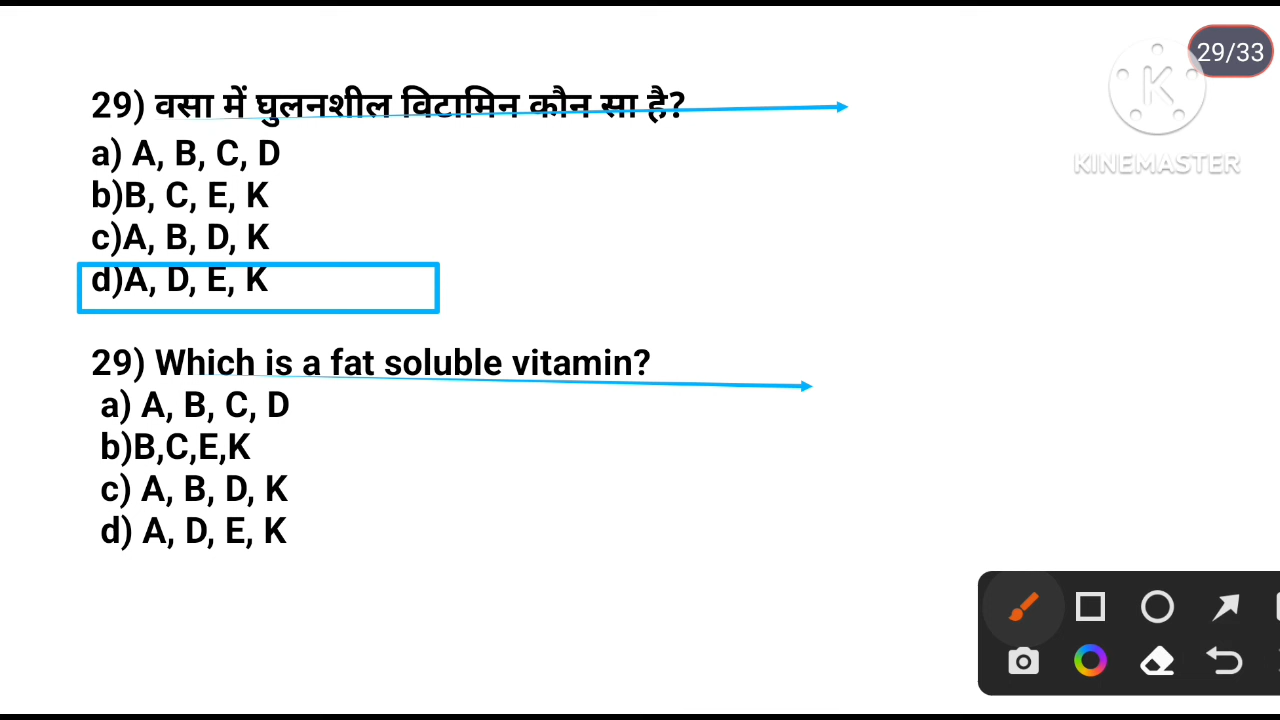 29/33
KINEMASTER
29) वसा में घुलनशील विटामिन कौन सा है?
a) A, B, C, D
b)B, C, E, K
c)A, B, D, K
d)A, D, E, K
29) Which is a fat soluble vitamin?
a) A, B, C, D
b)B,C,E,K
c) A, B, D, K
d) A, D, E, K